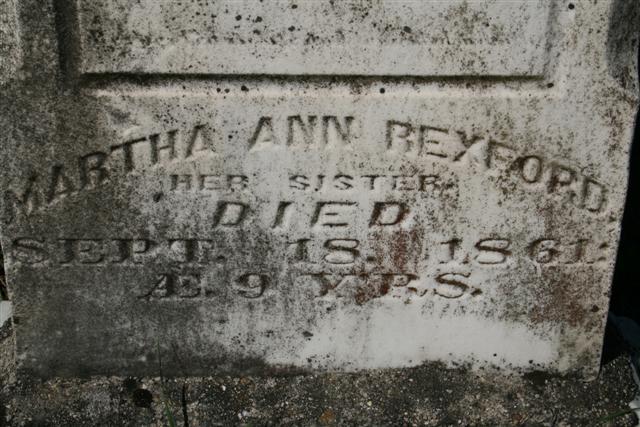 MARTHA ANN REXFORD.
HER SISTER.
DIED
SEPT. 18. 1861.
Æ. 9 YRS.